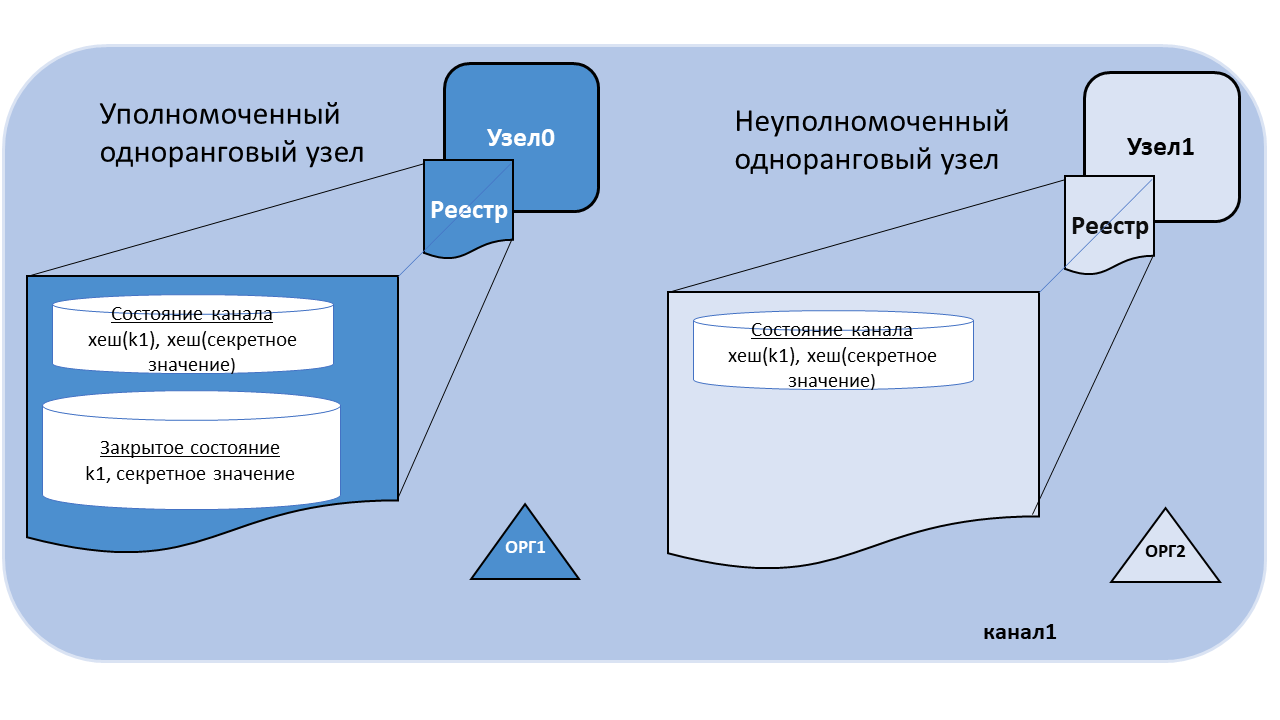 Уполномоченный
одноранговый узел
Узел0
Реестр
Состояние канала
хеш(k1), хеш(секретное
значение)
Закрытое состояние
k1, секретное значение
ОРГ1
Неуполномоченный
одноранговый узел
Узел1
Реестр
Состояние канала
хеш(k1), хеш(секретное
значение)
ОРГ2
канал1